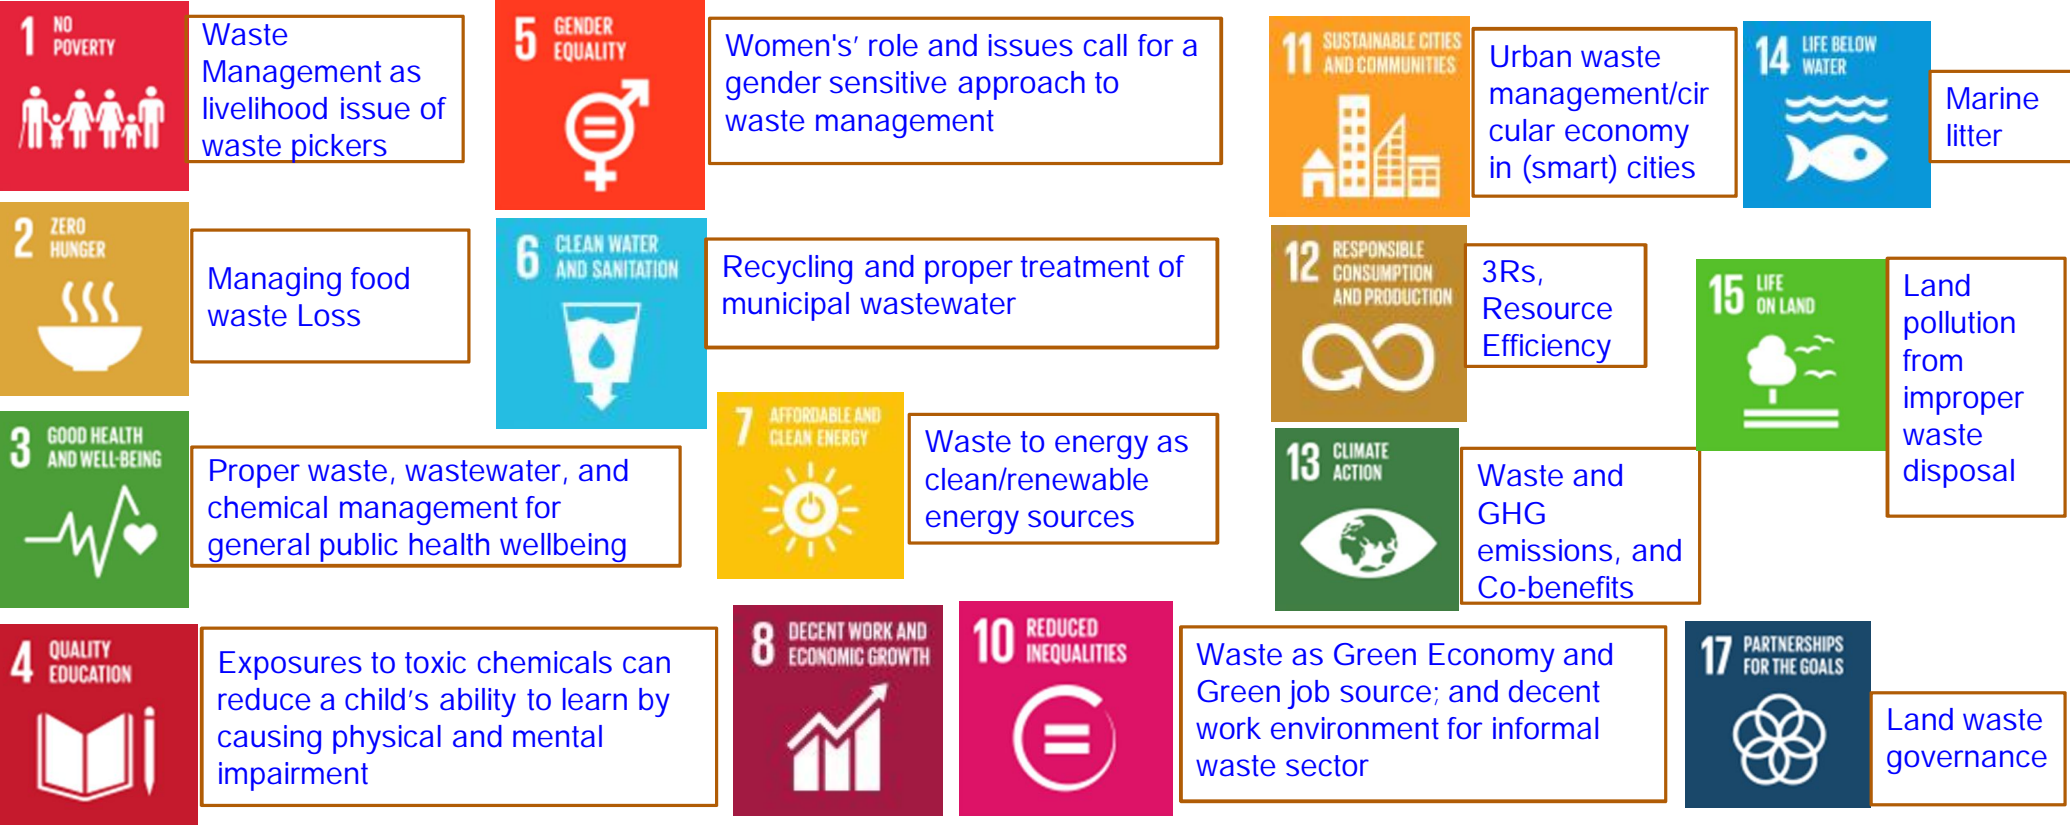 1 NO
POVERTY
Waste
Management as
livelihood issue of
waste pickers
2 ZERO
HUNGER
Managing food
waste Loss
3 GOOD HEALTH
AND WELL-BEING
Proper waste, wastewater, and
chemical management for
general public health wellbeing
4 QUALITY
EDUCATION
Exposures to toxic chemicals can
reduce a child’s ability to learn by
causing physical and mental
impairment
5 GENDER
EQUALITY
Women's’ role and issues call for a
gender sensitive approach to
waste management
6 CLEAN WATER
AND SANITATION
Recycling and proper treatment of
municipal wastewater
7 AFFORDABLE AND
CLEAN ENERGY
Waste to energy as
clean/renewable
energy sources
8 DECENT WORK AND
ECONOMIC GROWTH
10 REDUCED
INEQUALITIES
Waste as Green Economy and
Green job source; and decent
work environment for informal
waste sector
11 SUSTAINABLE CITIES
AND COMMUNITIES
Urban waste
management/cir
cular economy
in (smart) cities
12 RESPONSIBLE
CONSUMPTION
AND PRODUCTION
3Rs,
Resource
Efficiency
13 CLIMATE
ACTION
Waste and
GHG
emissions, and
Co-benefits
14 LIFE BELOW
WATER
Marine
litter
15 LIFE
ON LAND
Land
pollution
from
improper
waste
disposal
17 PARTNERSHIPS
FOR THE GOALS
Land waste
governance